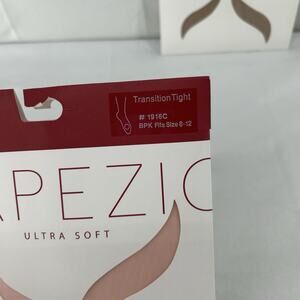 TransitionTight
# 1916C
BPK Fits Size 8-12
APEZIO
ULTRA SOFT